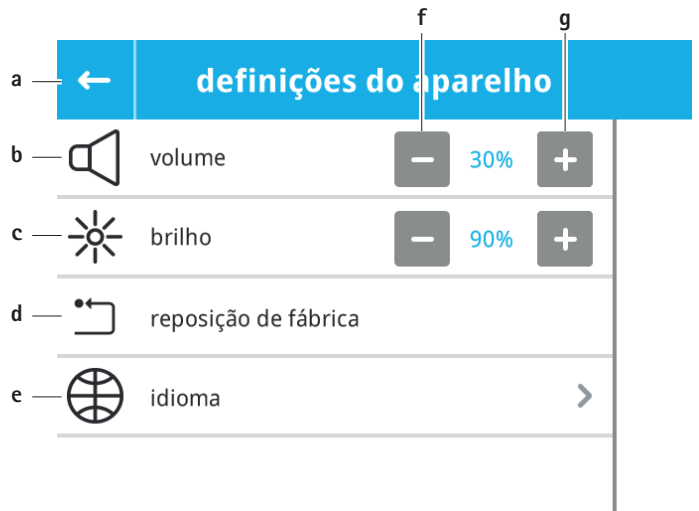 f g
a definições do aparelho
b volume 30%
c brilho 90%
d reposição de fábrica
e idioma